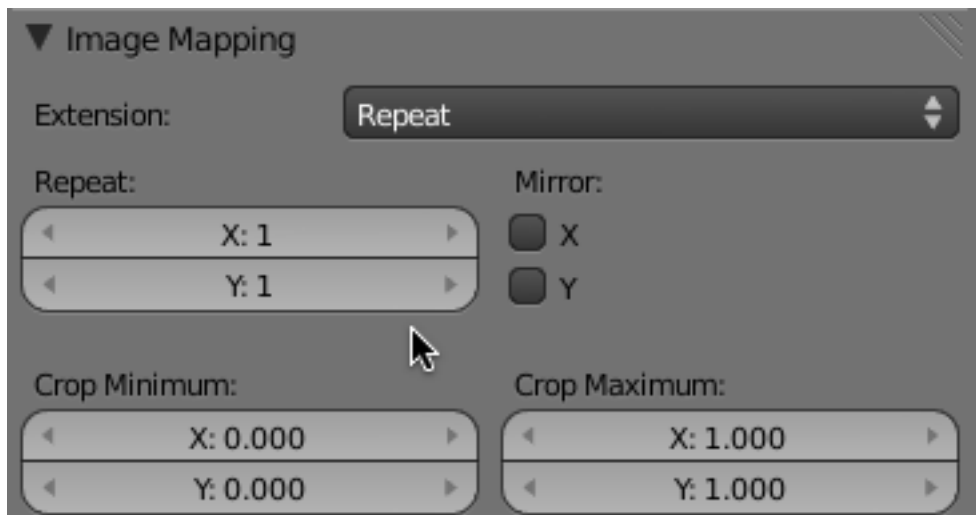 Image Mapping
Extension: Repeat
Repeat: Mirror:
X: 1 X
Y: 1 Y
Crop Minimum: Crop Maximum:
X: 0.000 X: 1.000
Y: 0.000 Y: 1.000